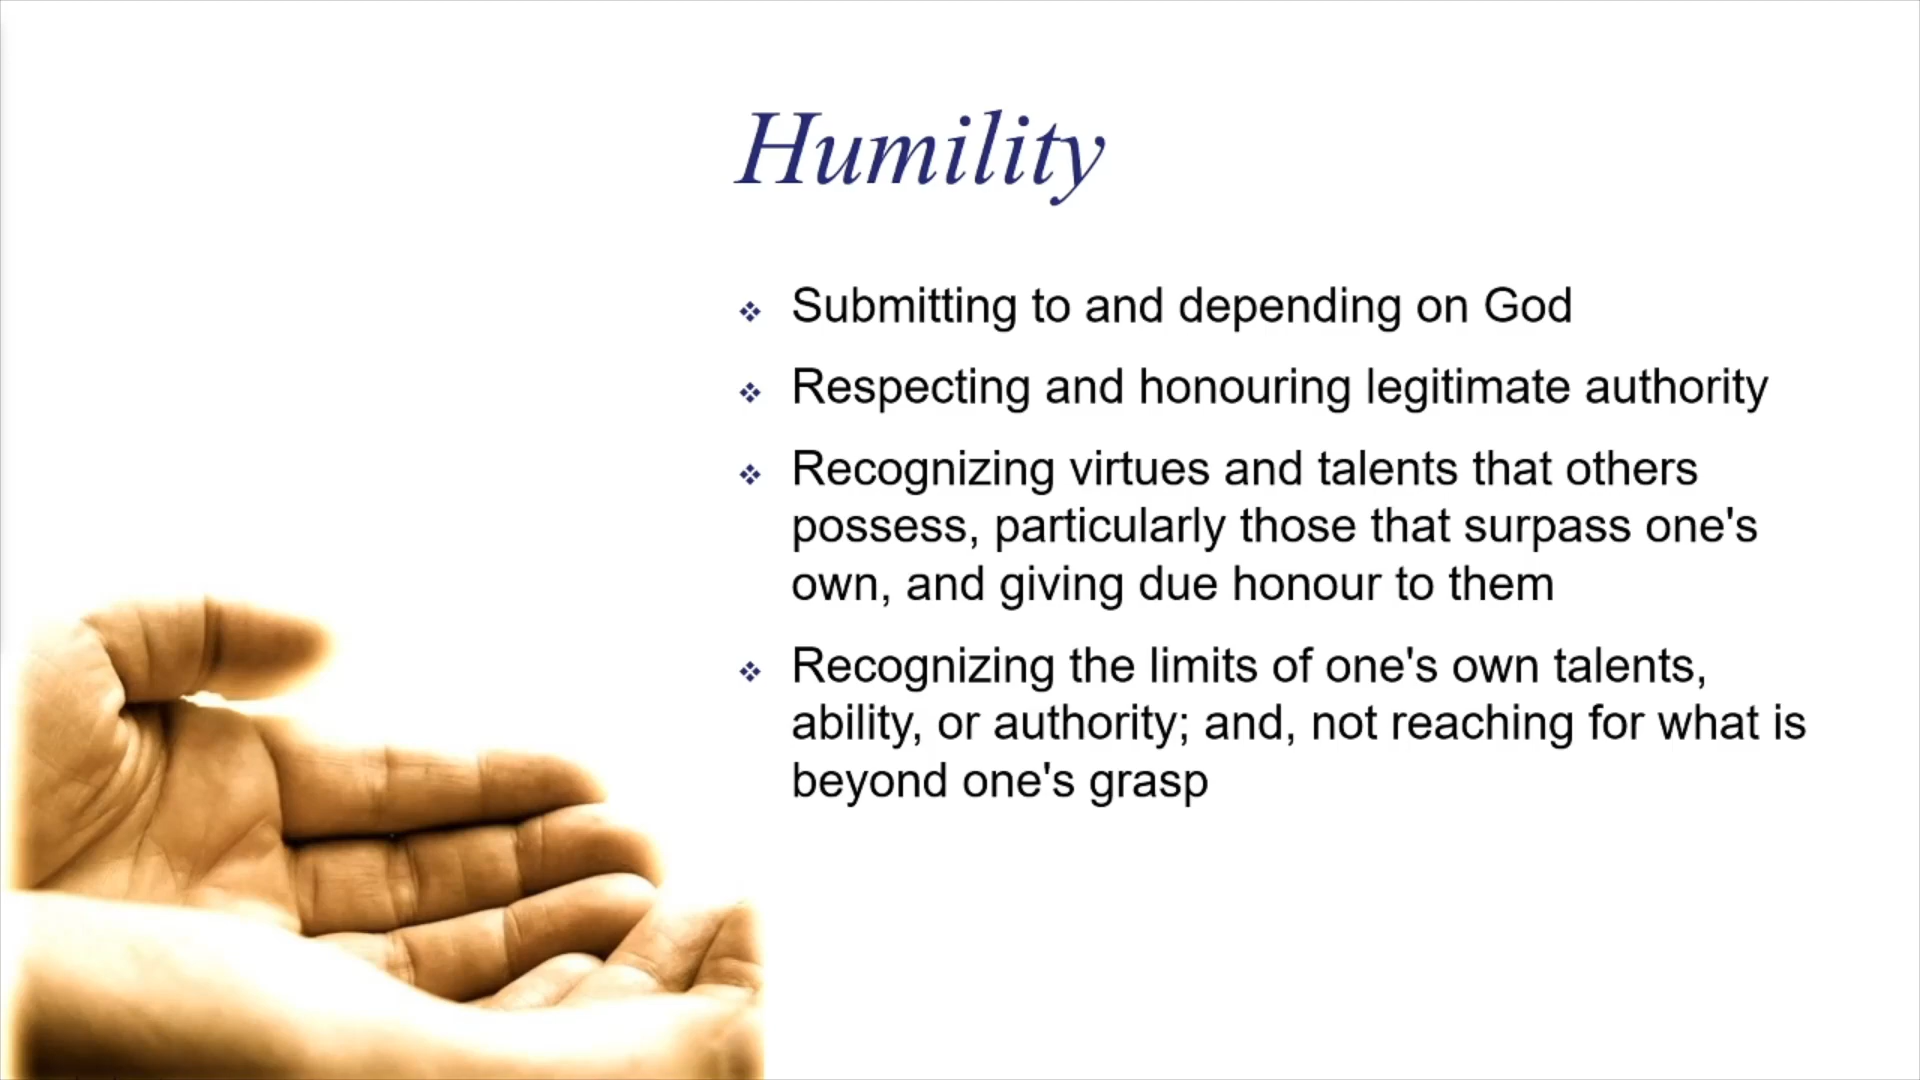 Humility
❖ Submitting to and depending on God
❖ Respecting and honouring legitimate authority
❖ Recognizing virtues and talents that others
possess, particularly those that surpass one's
own, and giving due honour to them
❖ Recognizing the limits of one's own talents,
ability, or authority; and, not reaching for what is
beyond one's grasp